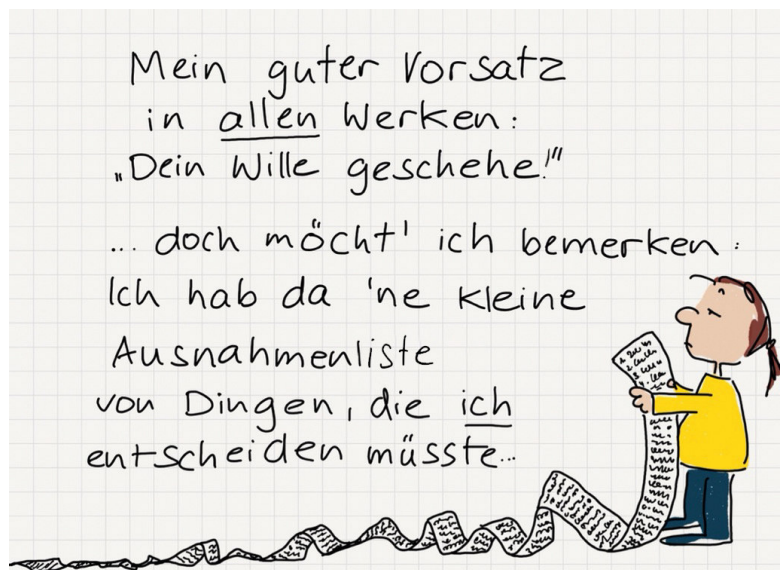 Mein guter Vorsatz
in allen Werken:
„Dein Wille geschehe!"
... doch möcht' ich bemerken:
Ich hab da 'ne kleine
Ausnahmenliste
von Dingen, die ich
entscheiden müsste...